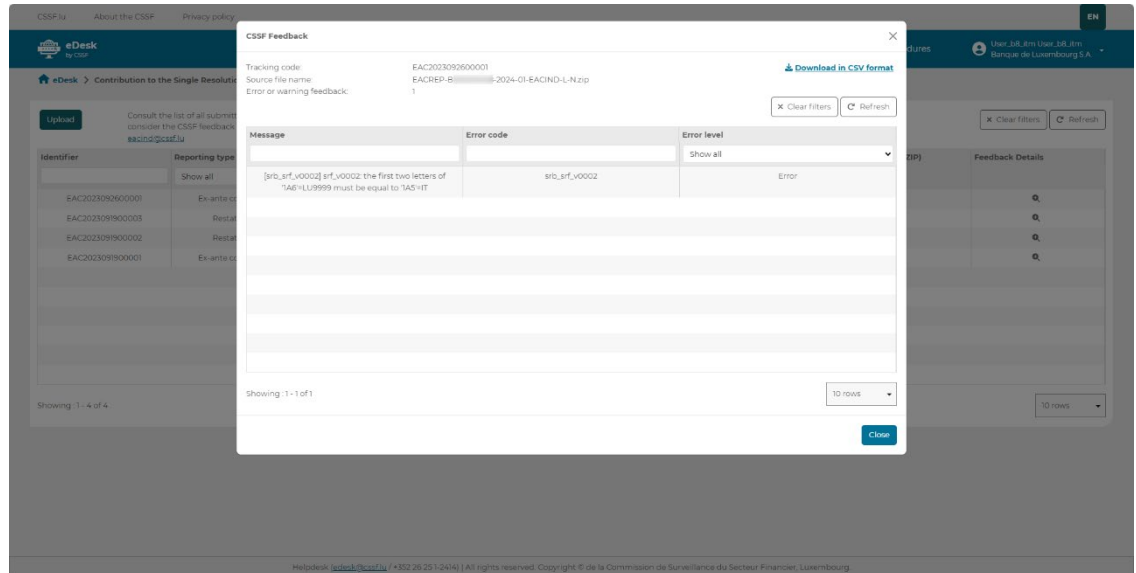 CSSF.lu About the CSSF Privacy policy EN
eDesk
by CSSF
dures
User_b8_itm User_b8_itm
Banque de Luxembourg S.A.
eDesk > Contribution to the Single Resolutio
Upload
Consult the list of all submitt
consider the CSSF feedback
eacind@cssf.lu
Clear filters Refresh
Identifier Reporting type ZIP) Feedback Details
Show all
EAC2023092600001 Ex-ante co
EAC2023091900003 Restat
EAC2023091900002 Restat
EAC2023091900001 Ex-ante co
Showing : 1 - 4 of 4 10 rows
CSSF Feedback
Tracking code: EAC2023092600001 Download in CSV format
Source file name: EACREP-B -2024-01-EACIND-L-N.zip
Error or warning feedback: 1
Clear filters Refresh
Message Error code Error level
Show all
[srb_srf_v0002] srf_v0002: the first two letters of srb_srf_v0002 Error
'1A6'=LU9999 must be equal to '1A5'=IT
Showing : 1 - 1 of 1 10 rows
Close
Helpdesk (edesk@cssf.lu / +352 26 25 1-2414) | All rights reserved. Copyright © de la Commission de Surveillance du Secteur Financier, Luxembourg.